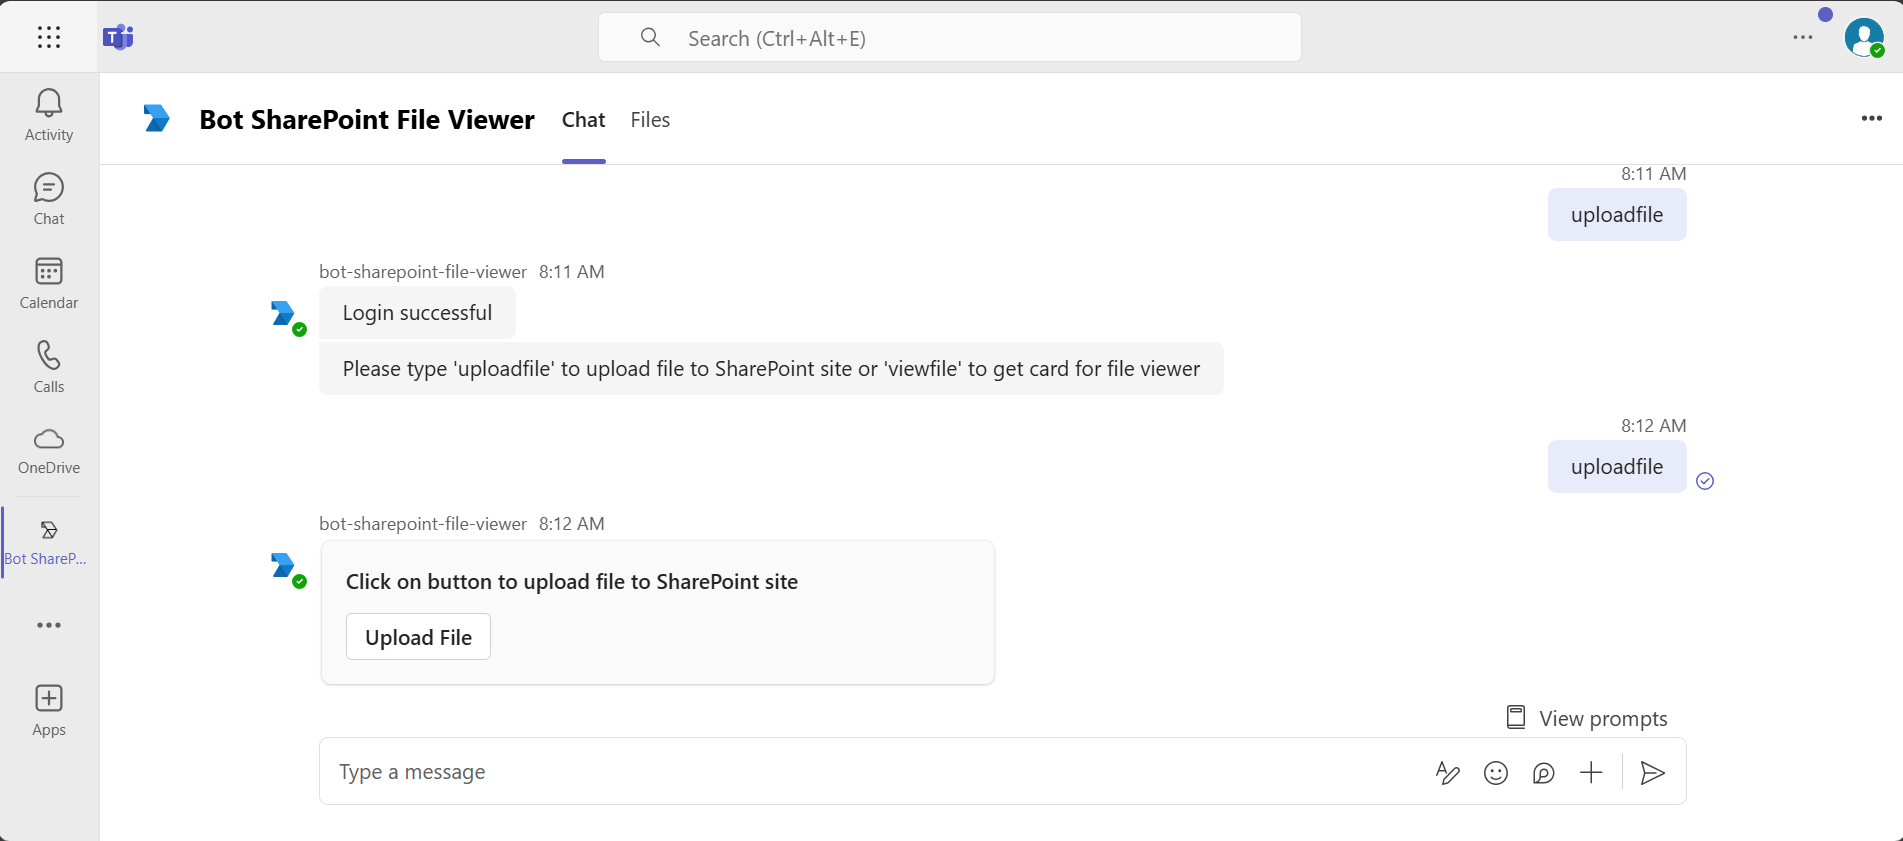 Search (Ctrl+Alt+E)
Activity
Chat
Calendar
Calls
OneDrive
Bot ShareP...
Apps
Bot SharePoint File Viewer
Chat
Files
8:11 AM
uploadfile
bot-sharepoint-file-viewer 8:11 AM
Login successful
Please type 'uploadfile' to upload file to SharePoint site or 'viewfile' to get card for file viewer
8:12 AM
uploadfile
bot-sharepoint-file-viewer 8:12 AM
Click on button to upload file to SharePoint site
Upload File
View prompts
Type a message